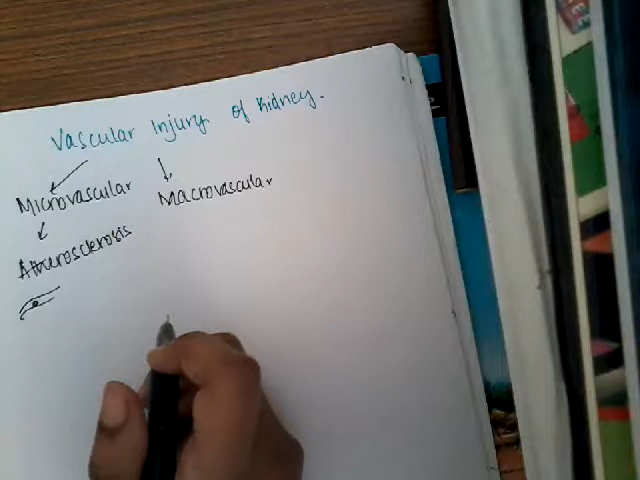 Vascular Injury of Kidney.
Microvascular Macrovascular
Atherosclerosis